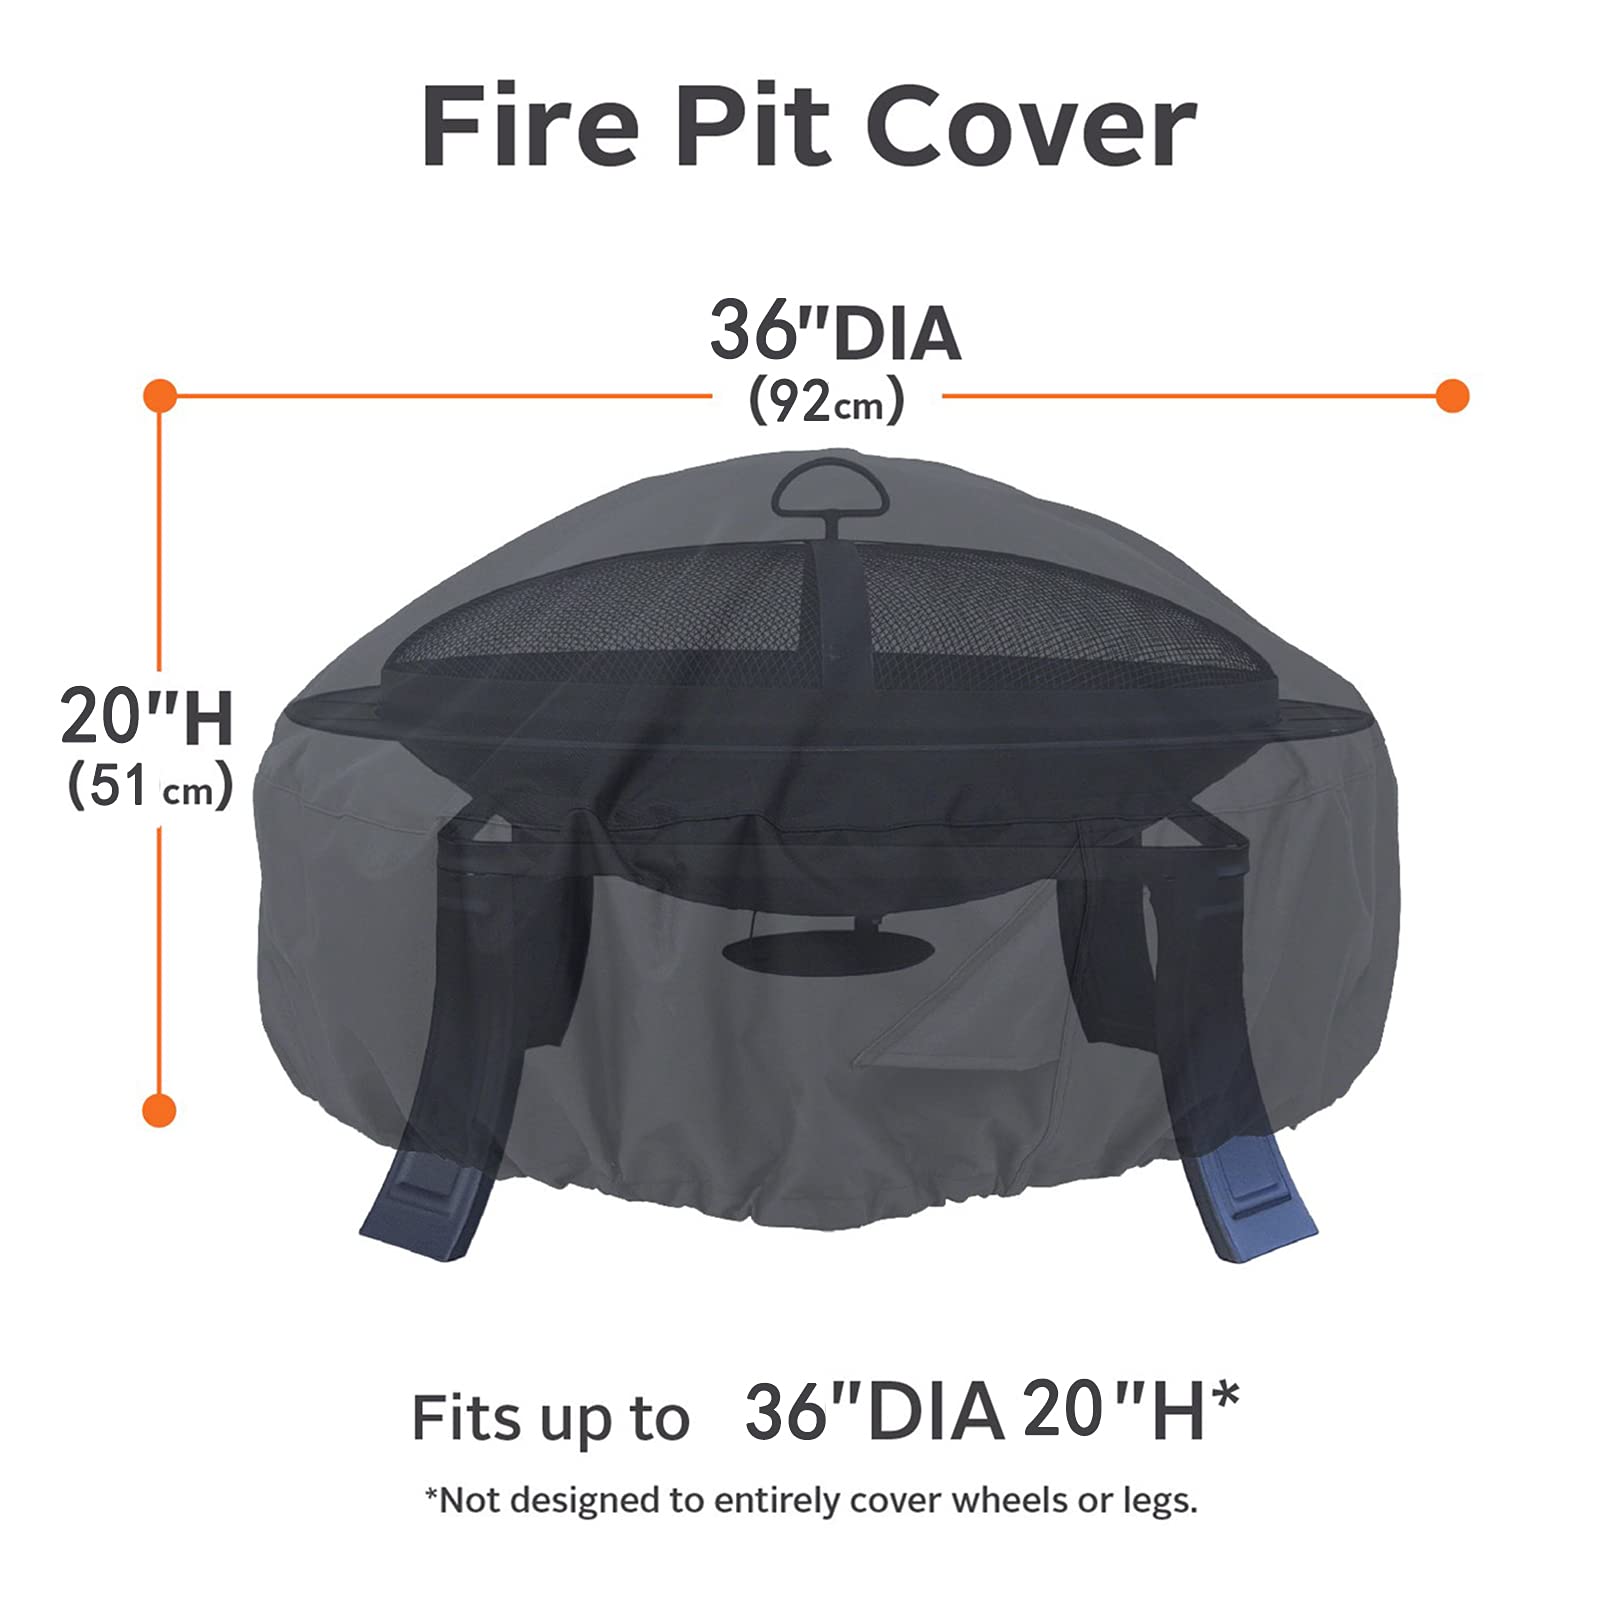 Fire Pit Cover
36"DIA
(92cm)
20"H
(51 cm)
Fits up to 36"DIA 20"H*
*Not designed to entirely cover wheels or legs.